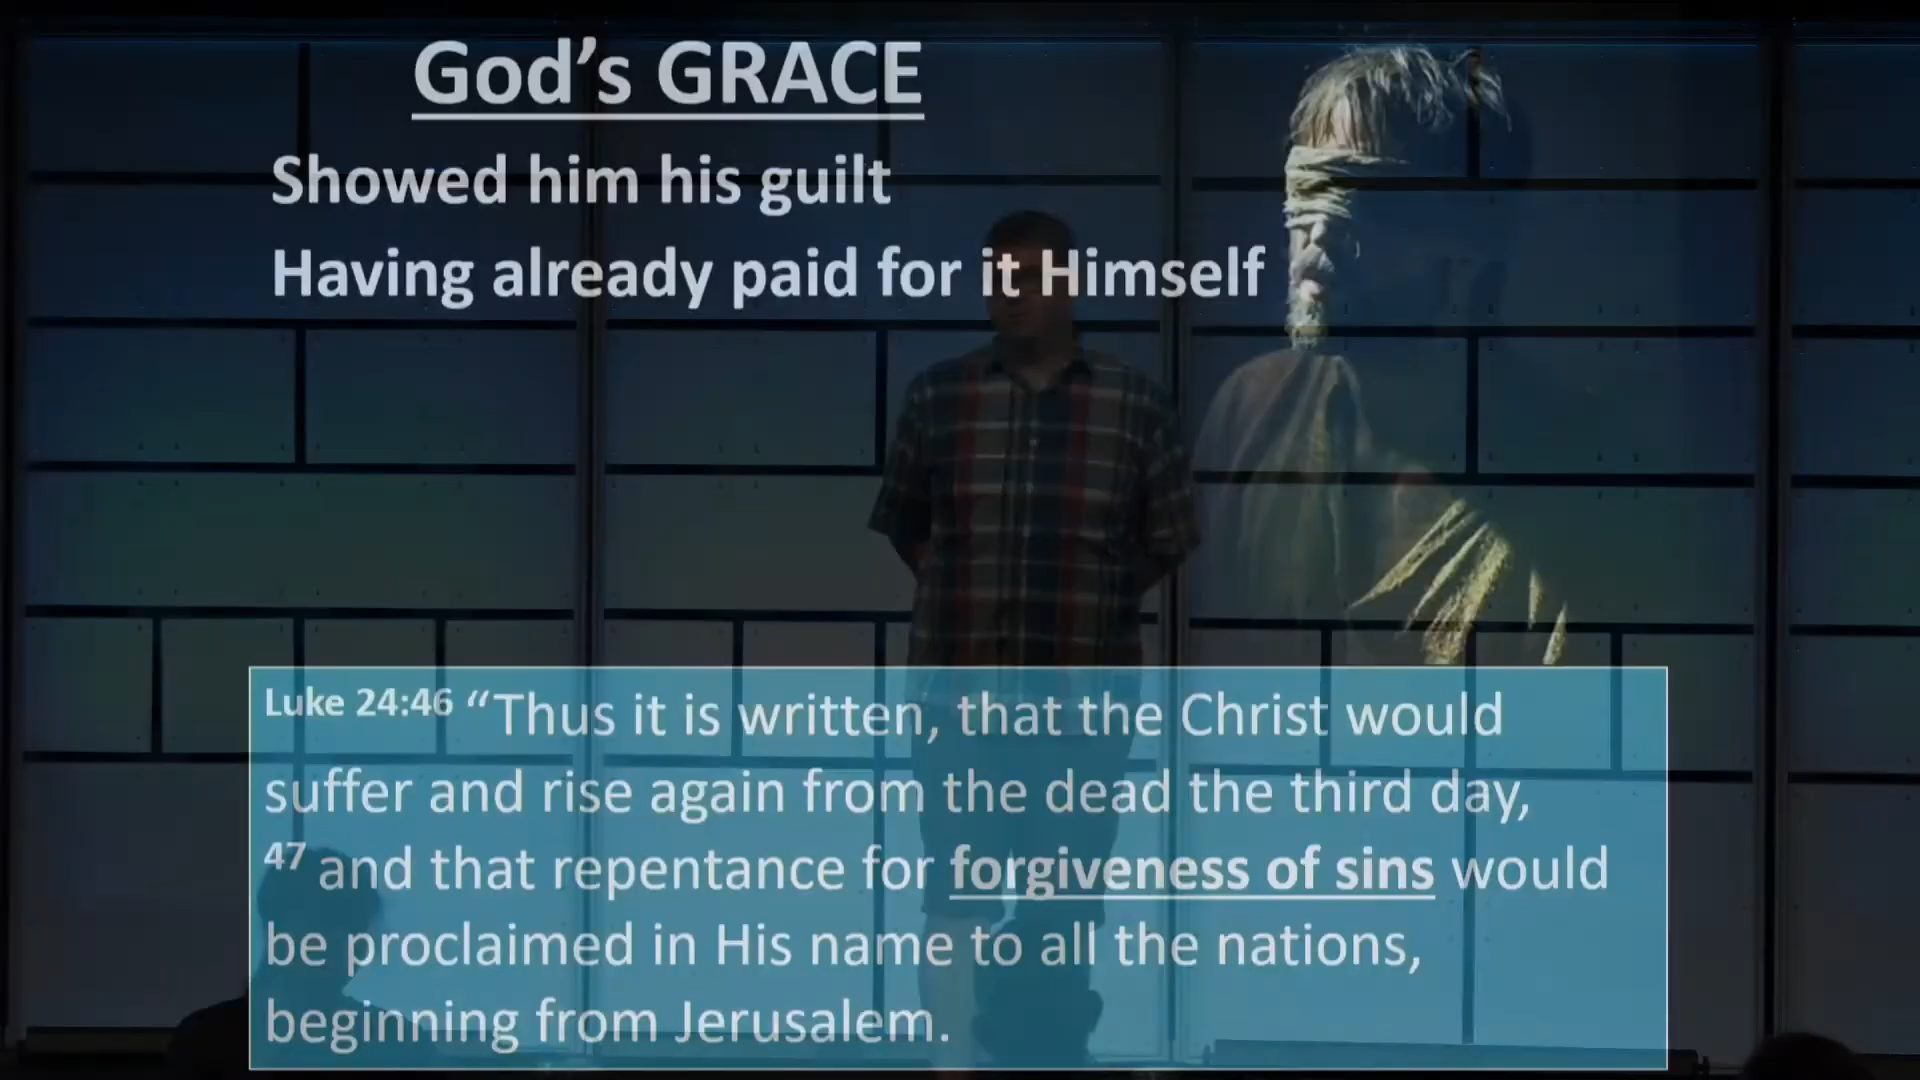 God’s GRACE
Showed him his guilt
Having already paid for it Himself
Luke 24:46 “Thus it is written, that the Christ would
suffer and rise again from the dead the third day,
47 and that repentance for forgiveness of sins would
be proclaimed in His name to all the nations,
beginning from Jerusalem.